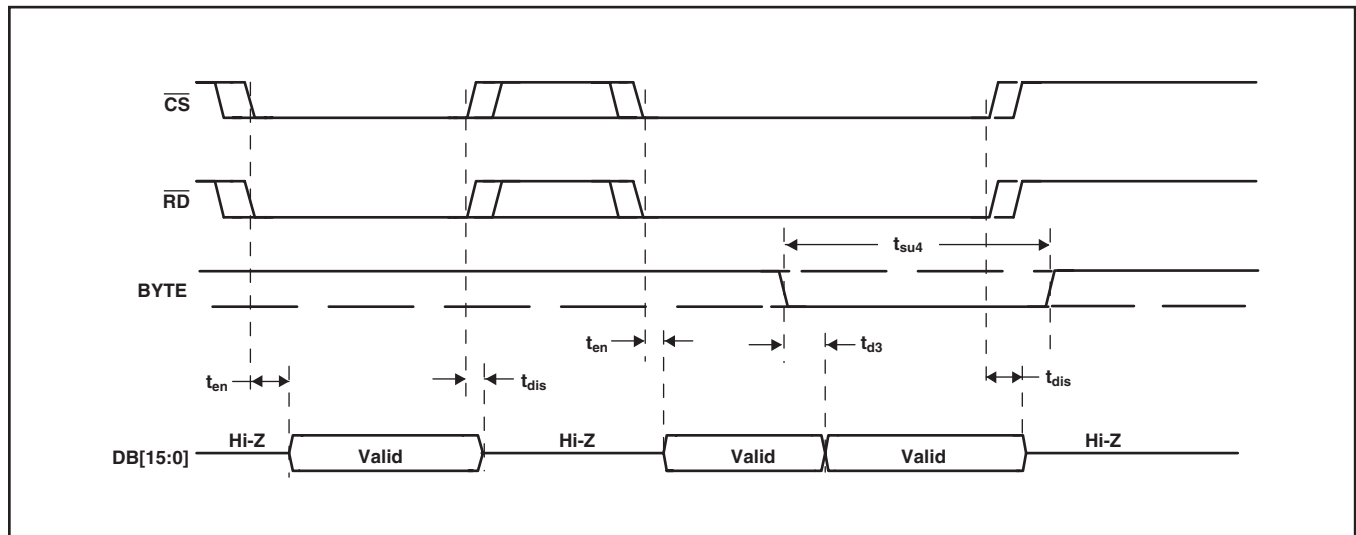 CS
RD
t_su4
BYTE
t_en
t_d3
t_en
t_dis
t_dis
Hi-Z
Hi-Z
Hi-Z
DB[15:0]
Valid
Valid
Valid